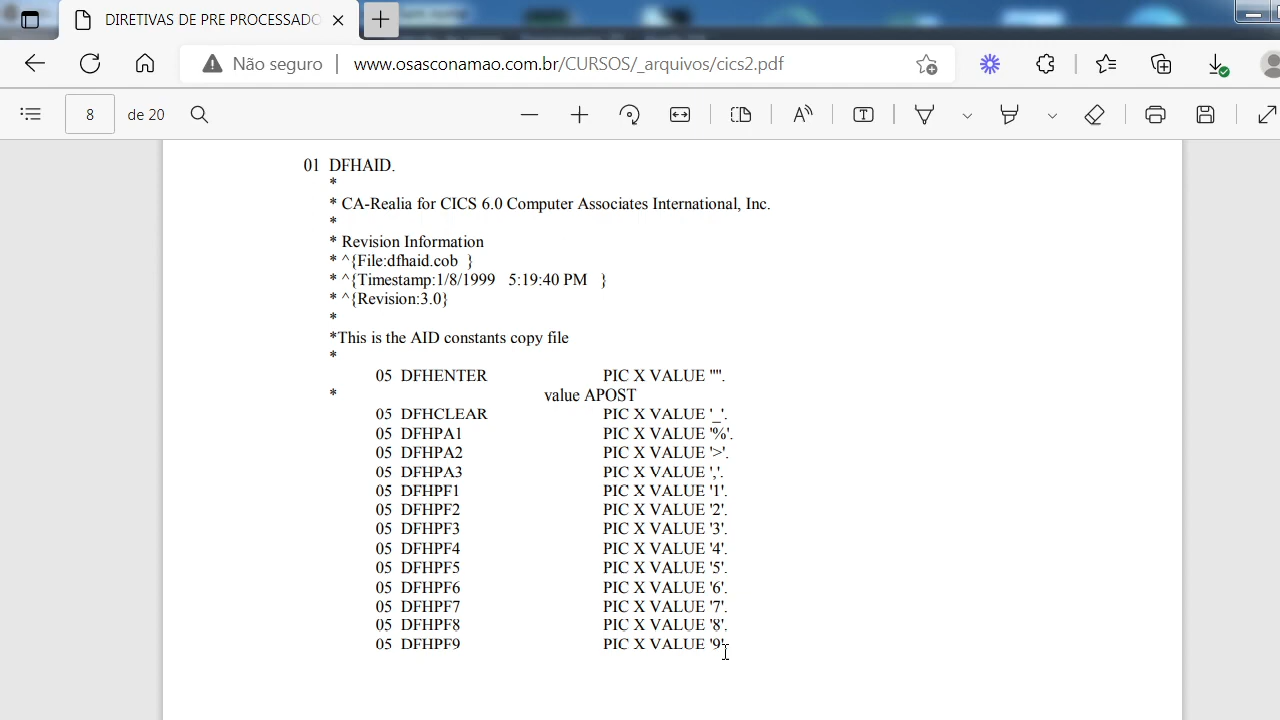 DIRETIVAS DE PRE PROCESSADO
Não seguro | www.osasconamao.com.br/CURSOS/_arquivos/cics2.pdf
8 de 20
01 DFHAID.
*
* CA-Realia for CICS 6.0 Computer Associates International, Inc.
*
* Revision Information
* ^{File:dfhaid.cob }
* ^{Timestamp:1/8/1999 5:19:40 PM }
* ^{Revision:3.0}
*
*This is the AID constants copy file
*
05 DFHENTER PIC X VALUE '"'.
* value APOST
05 DFHCLEAR PIC X VALUE '_'.
05 DFHPA1 PIC X VALUE '%'.
05 DFHPA2 PIC X VALUE '>'.
05 DFHPA3 PIC X VALUE ','.
05 DFHPF1 PIC X VALUE '1'.
05 DFHPF2 PIC X VALUE '2'.
05 DFHPF3 PIC X VALUE '3'.
05 DFHPF4 PIC X VALUE '4'.
05 DFHPF5 PIC X VALUE '5'.
05 DFHPF6 PIC X VALUE '6'.
05 DFHPF7 PIC X VALUE '7'.
05 DFHPF8 PIC X VALUE '8'.
05 DFHPF9 PIC X VALUE '9'.